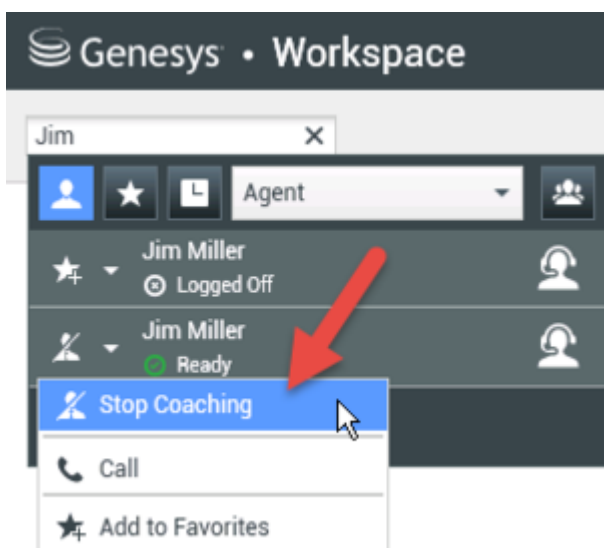 Genesys • Workspace
Jim
Agent
Jim Miller
Logged Off
Jim Miller
Ready
Stop Coaching
Call
Add to Favorites